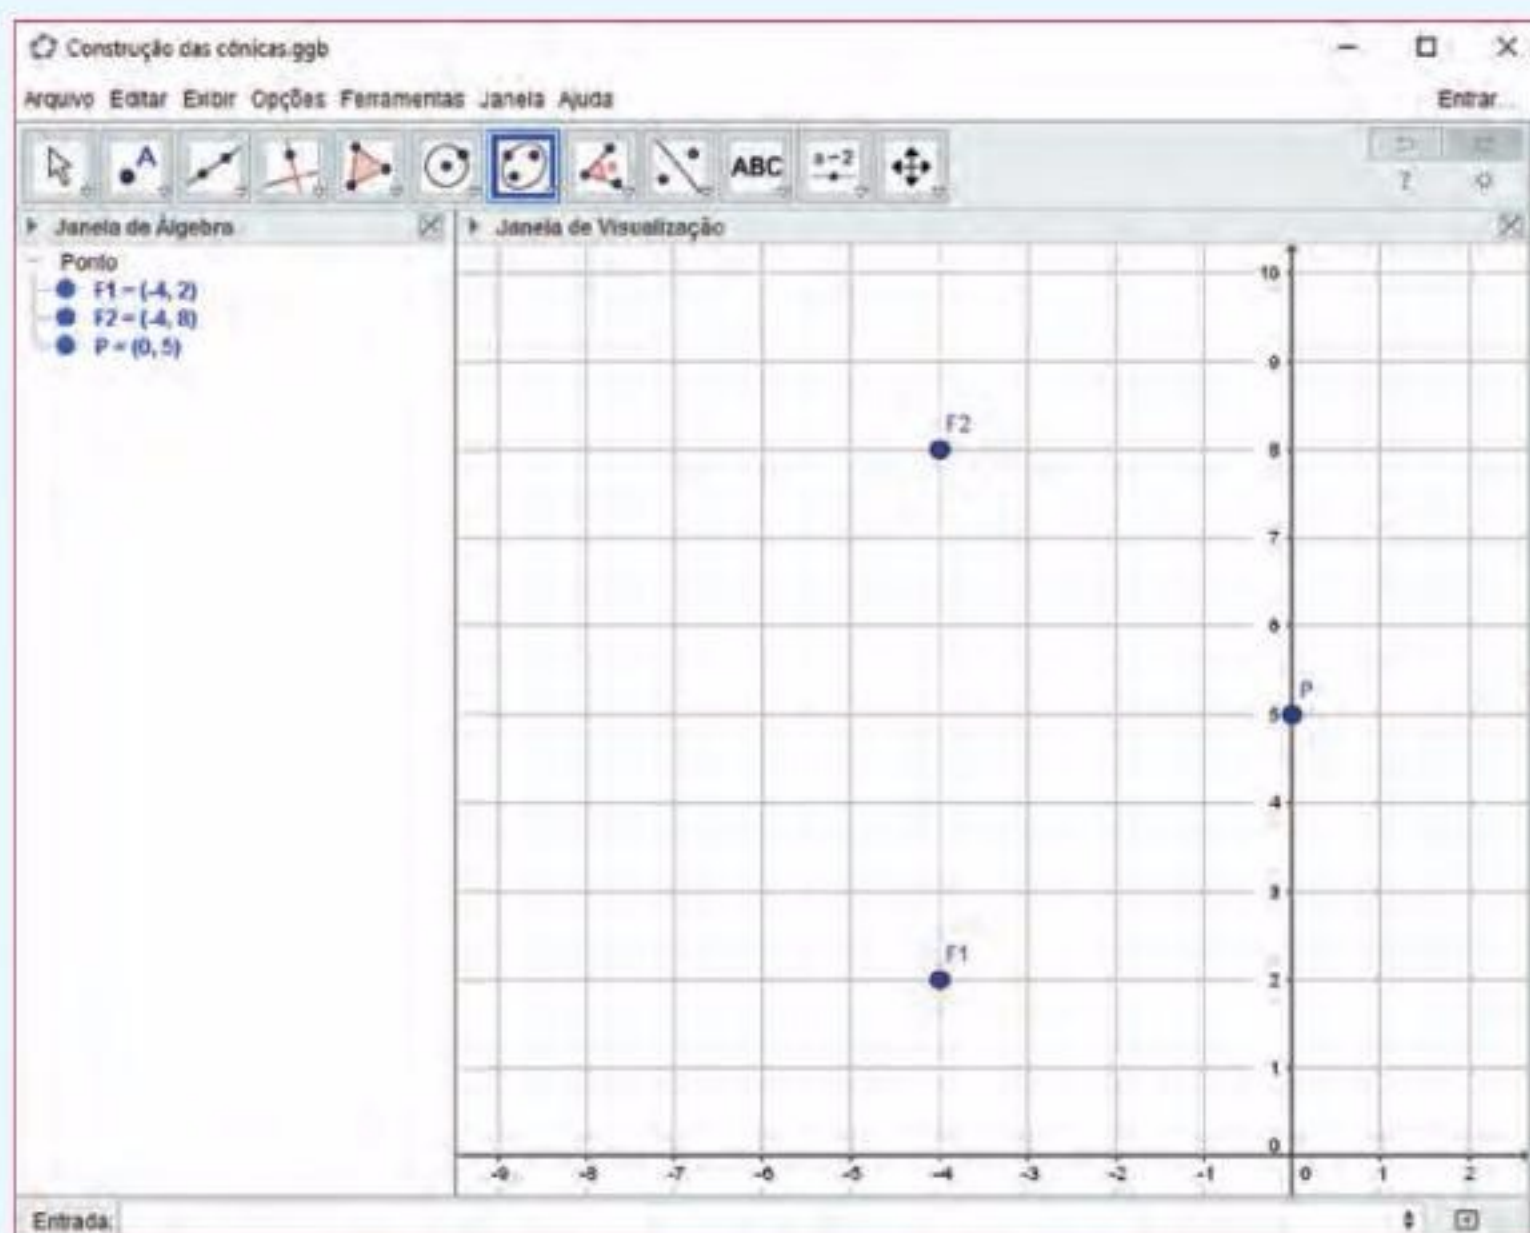 Construção das cônicas.ggb
Arquivo Editar Exibir Opções Ferramentas Janela Ajuda
Entrar...
A
ABC
a=2
?
Janela de Álgebra
Janela de Visualização
Ponto
F1 = (-4, 2)
F2 = (-4, 8)
P = (0, 5)
10
9
F2
8
7
6
P
5
4
3
F1
2
1
0
-9 -8 -7 -6 -5 -4 -3 -2 -1 0 1 2
Entrada: